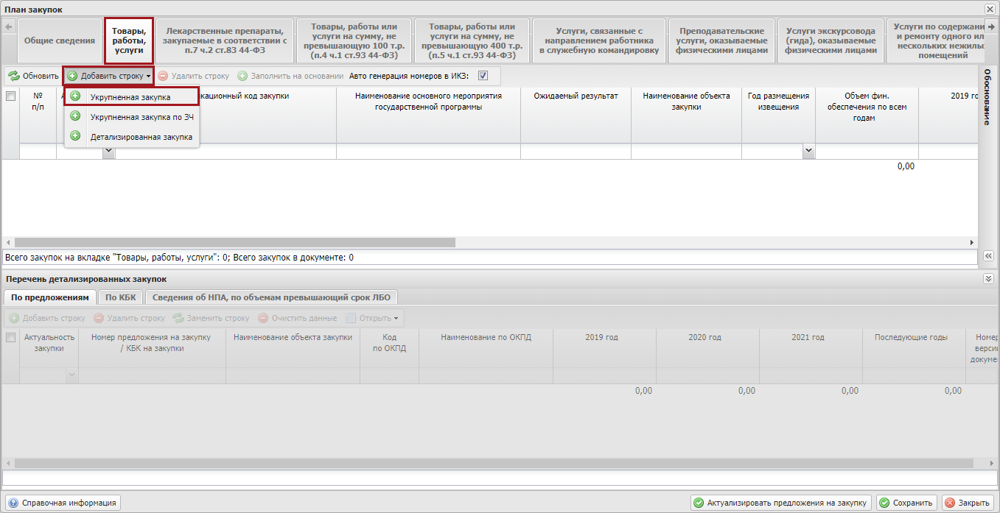 План закупок
Общие сведения
Товары,
работы,
услуги
Лекарственные препараты,
закупаемые в соответствии с
п.7 ч.2 ст.83 44-ФЗ
Товары, работы или
услуги на сумму, не
превышающую 100 т.р.
(п.4 ч.1 ст.93 44-ФЗ)
Товары, работы или
услуги на сумму, не
превышающую 400 т.р.
(п.5 ч.1 ст.93 44-ФЗ)
Услуги, связанные с
направлением работника
в служебную командировку
Преподавательские
услуги, оказываемые
физическими лицами
Услуги экскурсовода
(гида), оказываемые
физическими лицами
Услуги по содержани
и ремонту одного ил
нескольких нежилы
помещений
Обновить
Добавить строку
Удалить строку
Заполнить на основании
Авто генерация номеров в ИКЗ:
Укрупненная закупка
Укрупненная закупка по ЗЧ
Детализированная закупка
№
п/п
кационный код закупки
Наименование основного мероприятия
государственной программы
Ожидаемый результат
Наименование объекта
закупки
Год размещения
извещения
Объем фин.
обеспечения по всем
годам
2019 го
Обоснование
0,00
Всего закупок на вкладке "Товары, работы, услуги": 0; Всего закупок в документе: 0
Перечень детализированных закупок
По предложениям
По КБК
Сведения об НПА, по объемам превышающий срок ЛБО
Добавить строку
Удалить строку
Заменить строку
Очистить данные
Открыть
Актуальность
закупки
Номер предложения на закупку
/ КБК на закупки
Наименование объекта закупки
Код
по ОКПД
Наименование по ОКПД
2019 год
2020 год
2021 год
Последующие годы
Номер
верси
докуме
0,00
0,00
0,00
0,00
Справочная информация
Актуализировать предложения на закупку
Сохранить
Закрыть